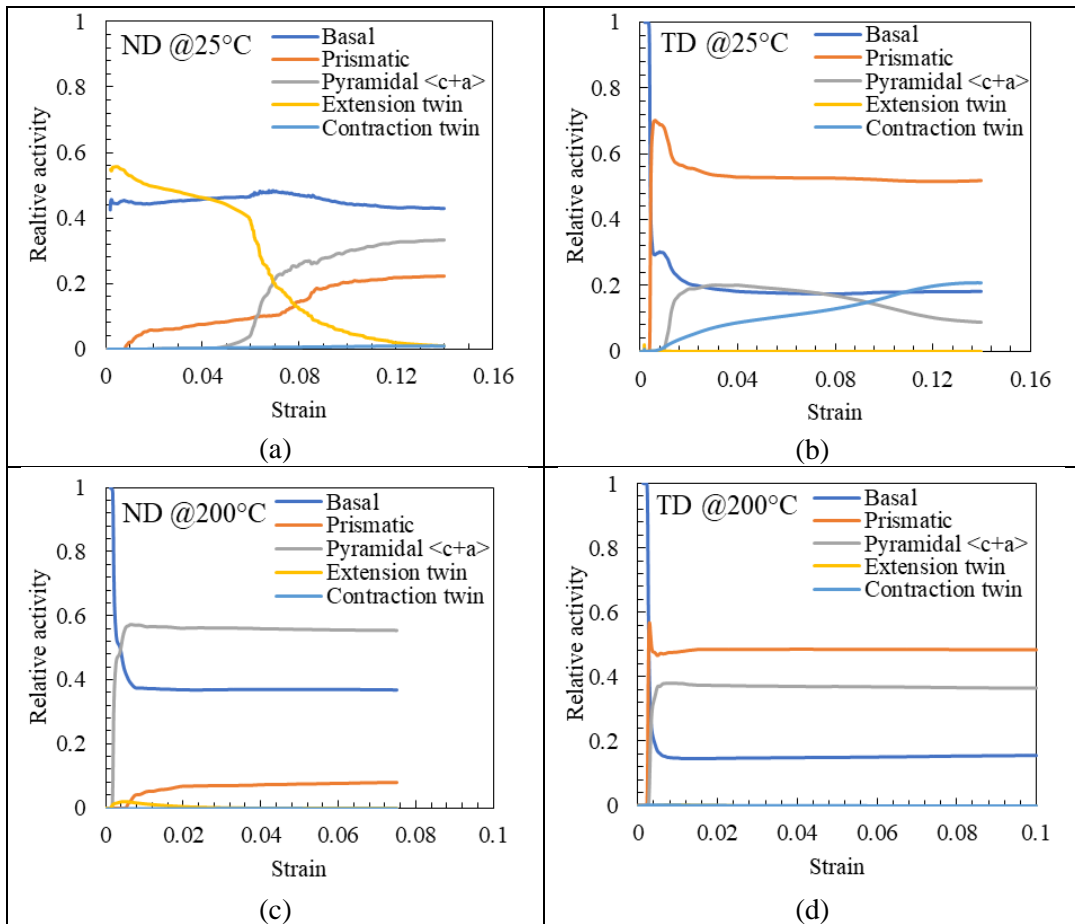 ND @25°C
Basal
Prismatic
Pyramidal <c+a>
Extension twin
Contraction twin
1
0.8
0.6
0.4
0.2
0
0 0.04 0.08 0.12 0.16
Realtive activity
Strain
(a)
TD @25°C
Basal
Prismatic
Pyramidal <c+a>
Extension twin
Contraction twin
1
0.8
0.6
0.4
0.2
0
0 0.04 0.08 0.12 0.16
Relative activity
Strain
(b)
ND @200°C
Basal
Prismatic
Pyramidal <c+a>
Extension twin
Contraction twin
1
0.8
0.6
0.4
0.2
0
0 0.02 0.04 0.06 0.08 0.1
Relative activity
Strain
(c)
TD @200°C
Basal
Prismatic
Pyramidal <c+a>
Extension twin
Contraction twin
1
0.8
0.6
0.4
0.2
0
0 0.02 0.04 0.06 0.08 0.1
Relative activity
Strain
(d)